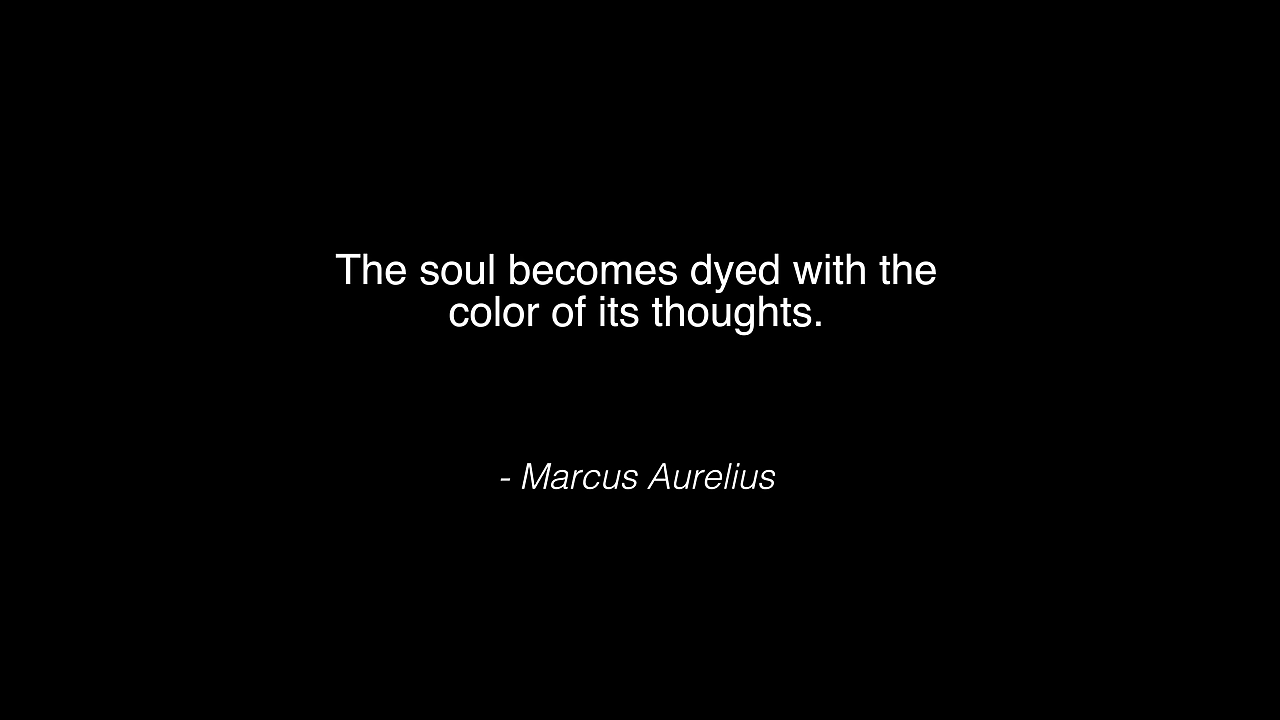 The soul becomes dyed with the
color of its thoughts.
- Marcus Aurelius